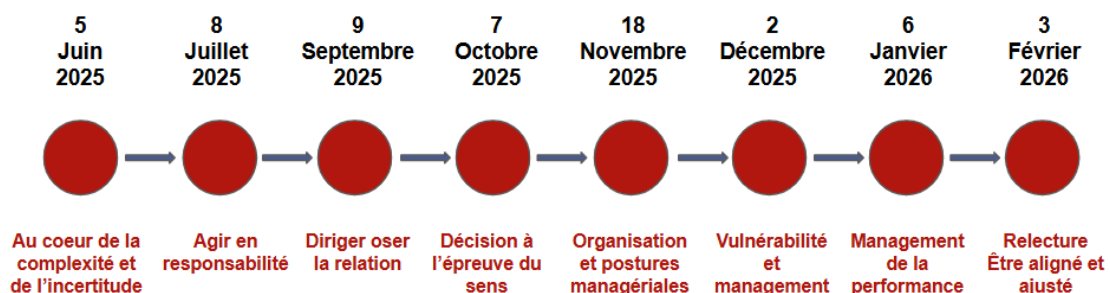 5
Juin
2025
8
Juillet
2025
9
Septembre
2025
7
Octobre
2025
18
Novembre
2025
2
Décembre
2025
6
Janvier
2026
3
Février
2026
Au coeur de la
complexité et
de l'incertitude
Agir en
responsabilité
Diriger oser
la relation
Décision à
l'épreuve du
sens
Organisation
et postures
managériales
Vulnérabilité
et
management
Management
de la
performance
Relecture
Être aligné et
ajusté